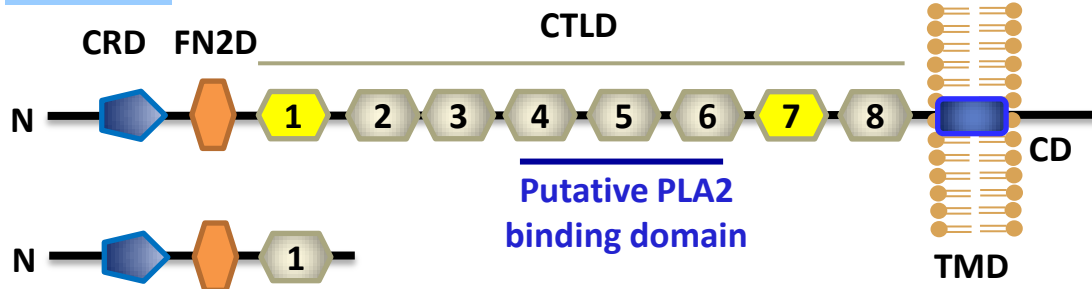 CRD FN2D CTLD
N 1 2 3 4 5 6 7 8 CD
Putative PLA2
binding domain
N 1 TMD